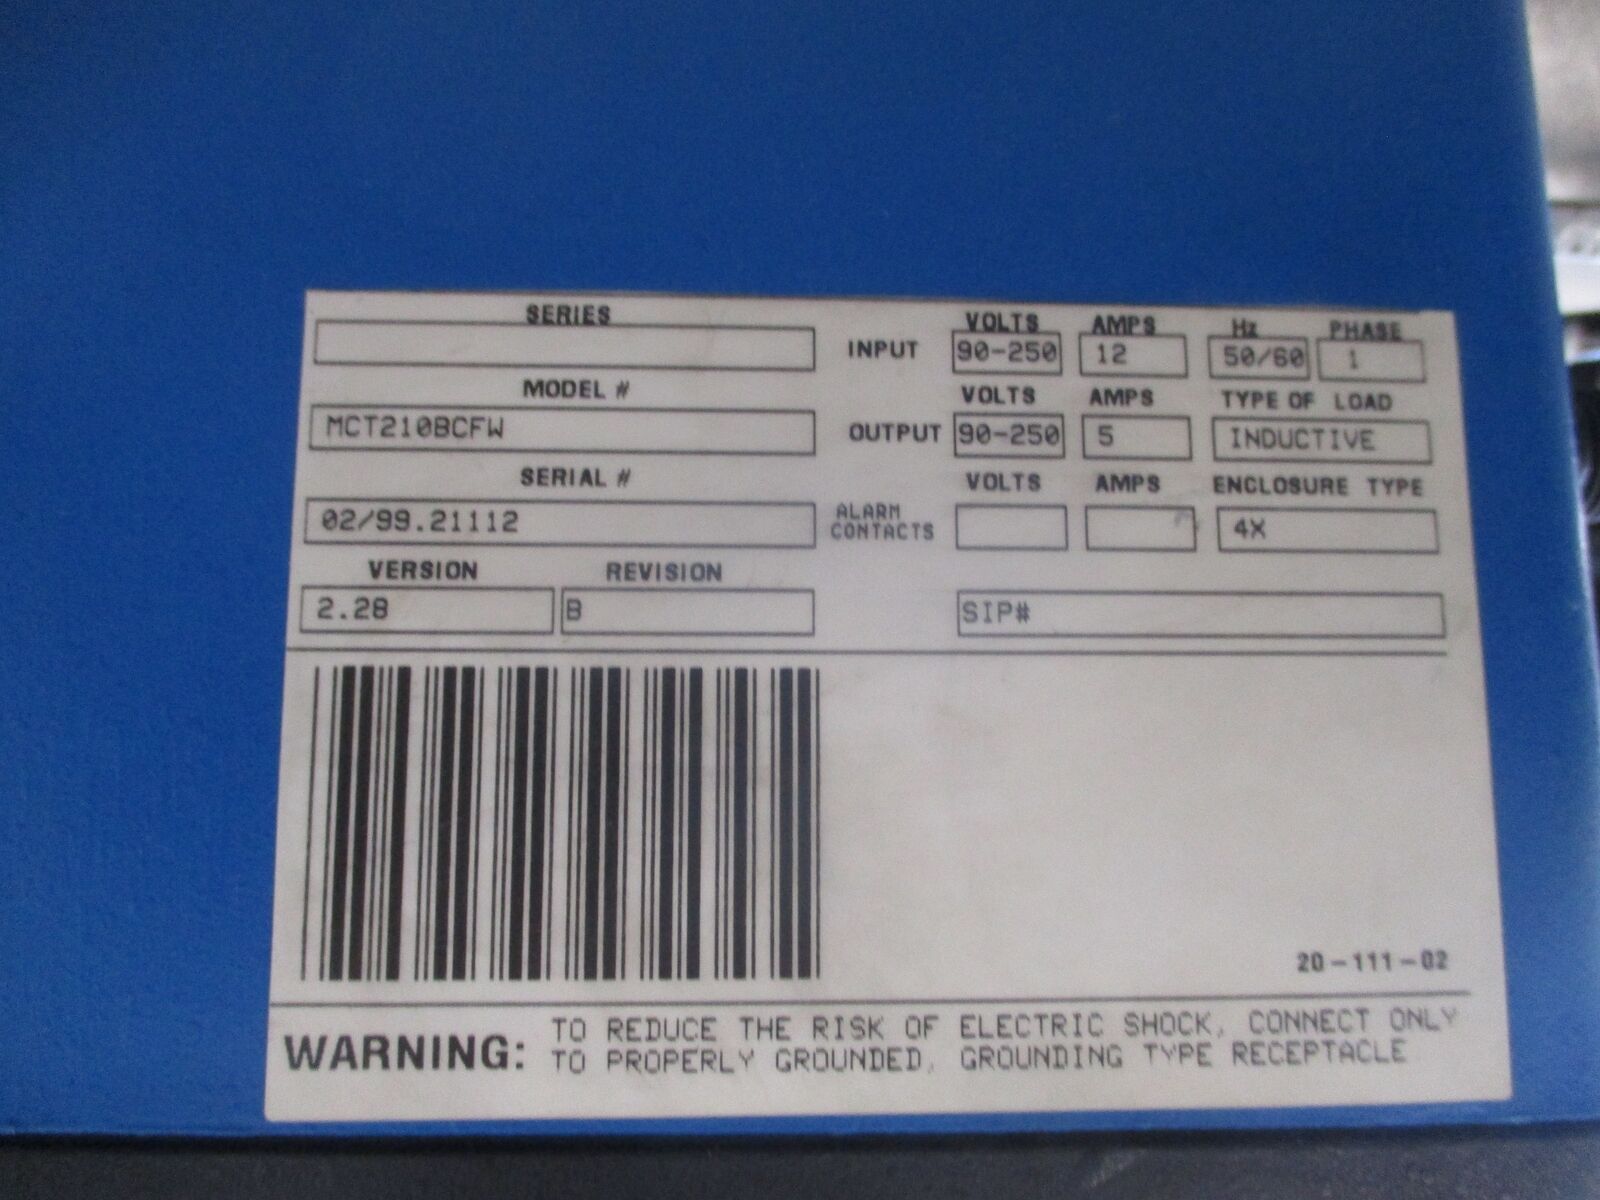 SERIES
MODEL #
MCT210BCFW
SERIAL #
02/99.21112
VERSION REVISION
2.28 B
VOLTS AMPS Hz PHASE
INPUT 90-250 12 50/60 1
VOLTS AMPS TYPE OF LOAD
OUTPUT 90-250 5 INDUCTIVE
VOLTS AMPS ENCLOSURE TYPE
ALARM
CONTACTS 4X
SIP#
20-111-02
WARNING: TO REDUCE THE RISK OF ELECTRIC SHOCK, CONNECT ONLY
TO PROPERLY GROUNDED, GROUNDING TYPE RECEPTACLE